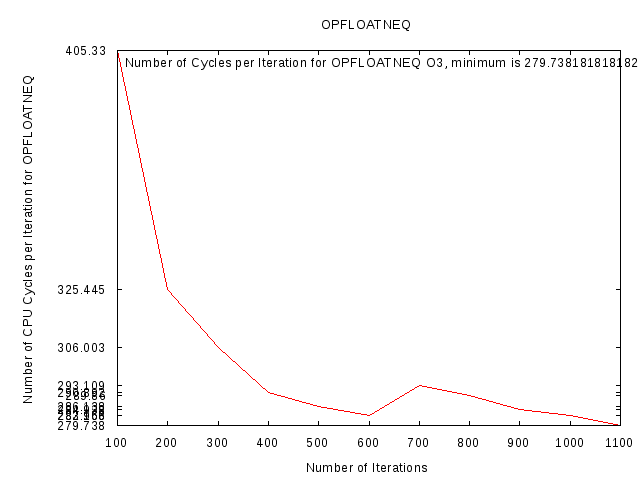 OPFLOATNEQ
405.33
Number of Cycles per Iteration for OPFLOATNEQ O3, minimum is 279.738181818182
Number of CPU Cycles per Iteration for OPFLOATNEQ
325.445
306.003
293.109
279.738
100 200 300 400 500 600 700 800 900 1000 1100
Number of Iterations